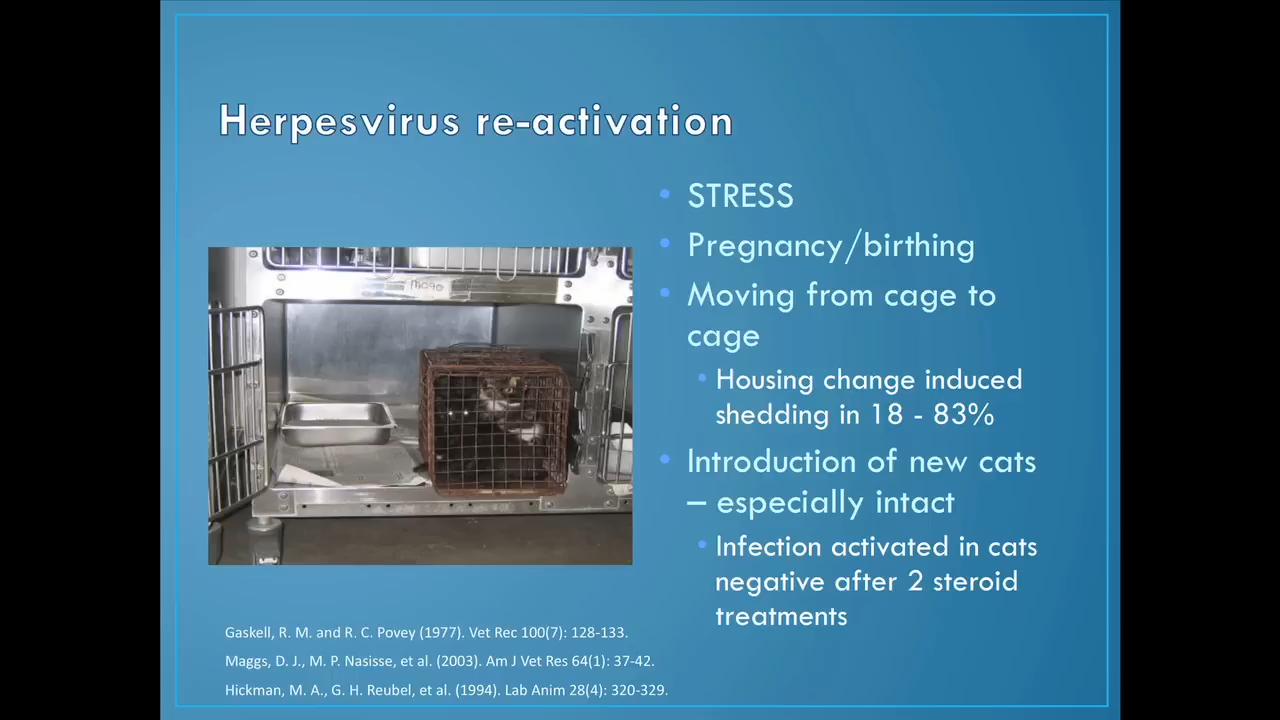 Herpesvirus re-activation
• STRESS
• Pregnancy/birthing
• Moving from cage to
cage
• Housing change induced
shedding in 18 - 83%
• Introduction of new cats
– especially intact
• Infection activated in cats
negative after 2 steroid
treatments
Gaskell, R. M. and R. C. Povey (1977). Vet Rec 100(7): 128-133.
Maggs, D. J., M. P. Nasisse, et al. (2003). Am J Vet Res 64(1): 37-42.
Hickman, M. A., G. H. Reubel, et al. (1994). Lab Anim 28(4): 320-329.